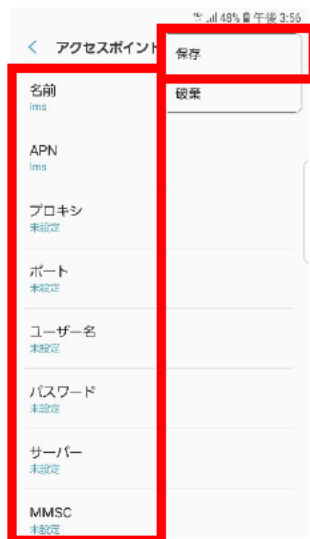 48% 午後 3:56
アクセスポイント
保存
破棄
名前
ims
APN
ims
プロキシ
未設定
ポート
未設定
ユーザー名
未設定
パスワード
未設定
サーバー
未設定
MMSC
未設定